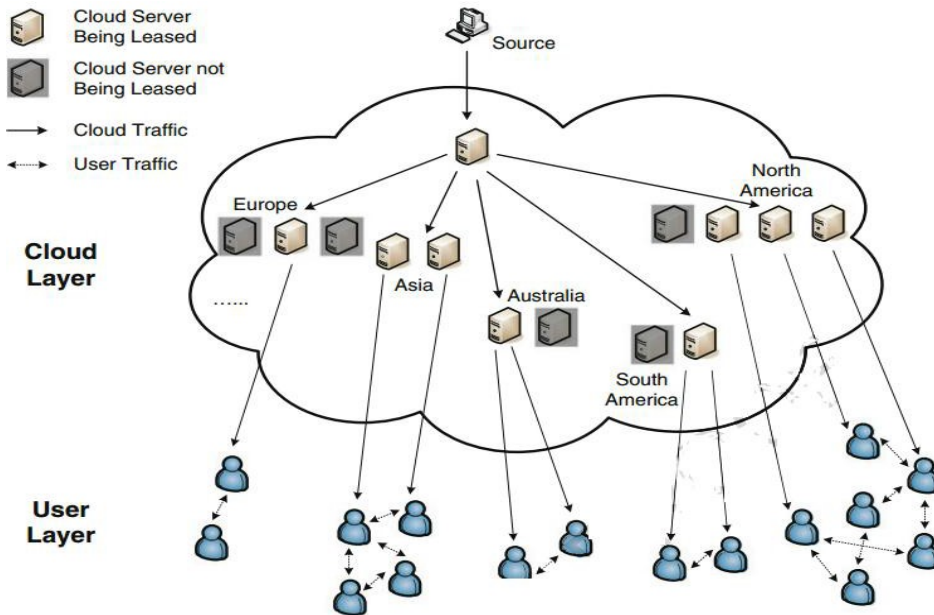 Cloud Server
Being Leased
Source
Cloud Server not
Being Leased
Cloud Traffic
User Traffic
North
America
Europe
Cloud
Layer
Asia
Australia
......
South
America
User
Layer